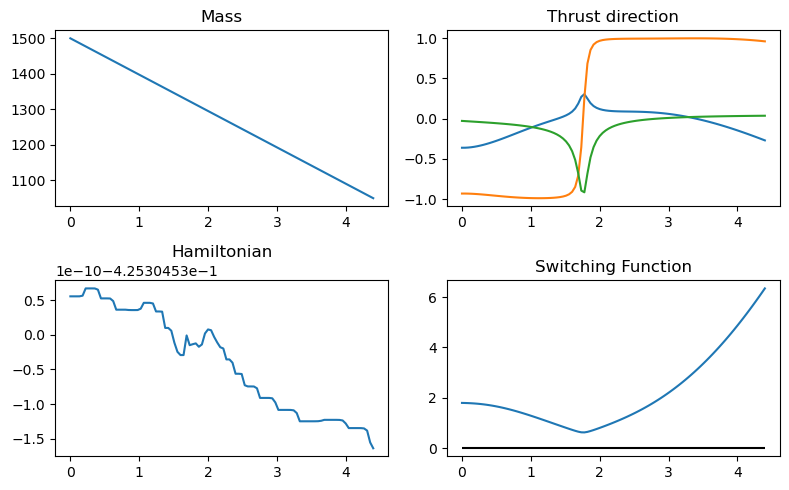 Mass
1500
1400
1300
1200
1100
0 1 2 3 4
Thrust direction
1.0
0.5
0.0
−0.5
−1.0
0 1 2 3 4
Hamiltonian
1e−10−4.2530453e−1
0.5
0.0
−0.5
−1.0
−1.5
0 1 2 3 4
Switching Function
6
4
2
0
0 1 2 3 4